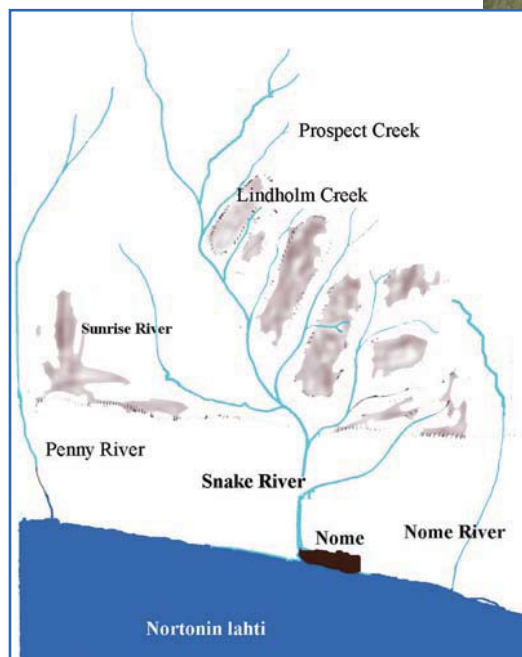 Prospect Creek
Lindholm Creek
Sunrise River
Penny River
Snake River
Nome
Nome River
Nortonin lahti